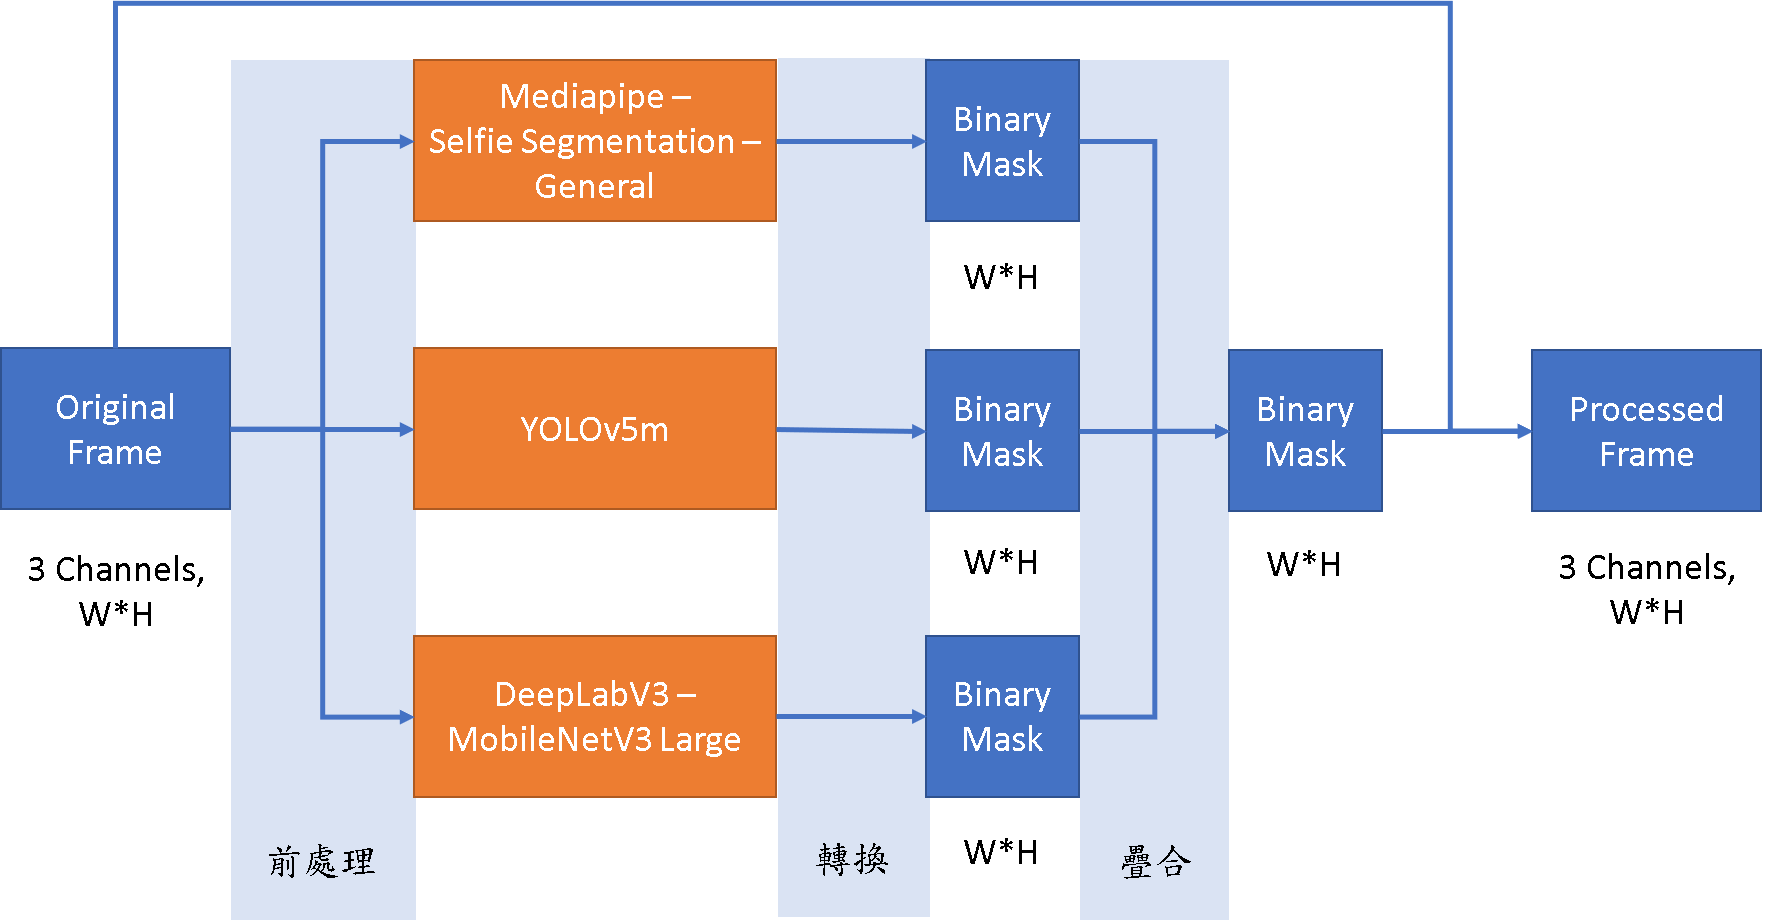 Original
Frame
3 Channels,
W*H
前處理
Mediapipe –
Selfie Segmentation –
General
YOLOv5m
DeepLabV3 –
MobileNetV3 Large
轉換
Binary
Mask
W*H
Binary
Mask
W*H
Binary
Mask
W*H
疊合
Binary
Mask
W*H
Processed
Frame
3 Channels,
W*H